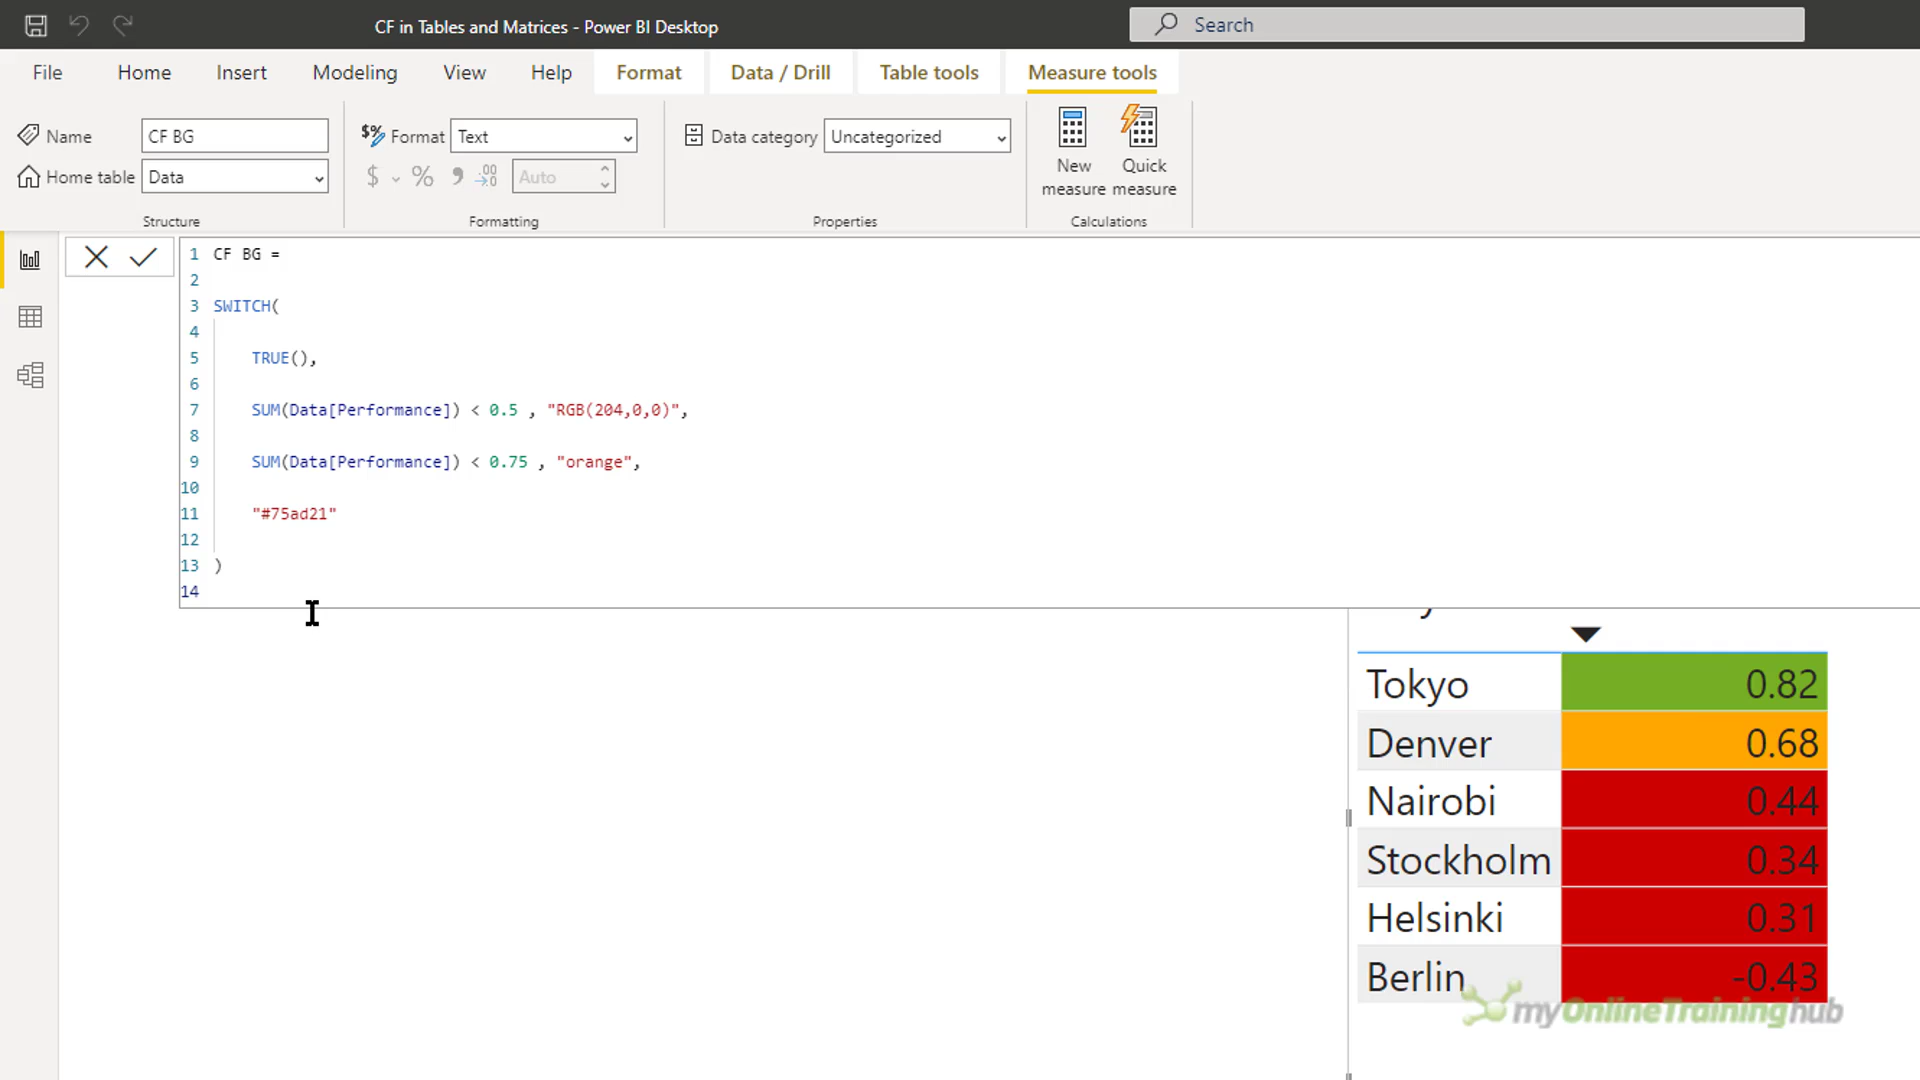 CF in Tables and Matrices - Power BI Desktop
Search
File Home Insert Modeling View Help Format Data / Drill Table tools Measure tools
Name CF BG
Home table Data
Structure
$% Format Text
$ % , .00 Auto
Formatting
Data category Uncategorized
Properties
New measure
Quick measure
Calculations
1 CF BG =
2
3 SWITCH(
4
5 TRUE(),
6
7 SUM(Data[Performance]) < 0.5 , "RGB(204,0,0)",
8
9 SUM(Data[Performance]) < 0.75 , "orange",
10
11 "#75ad21"
12
13 )
14
Tokyo 0.82
Denver 0.68
Nairobi 0.44
Stockholm 0.34
Helsinki 0.31
Berlin -0.43
myOnlineTraininghub